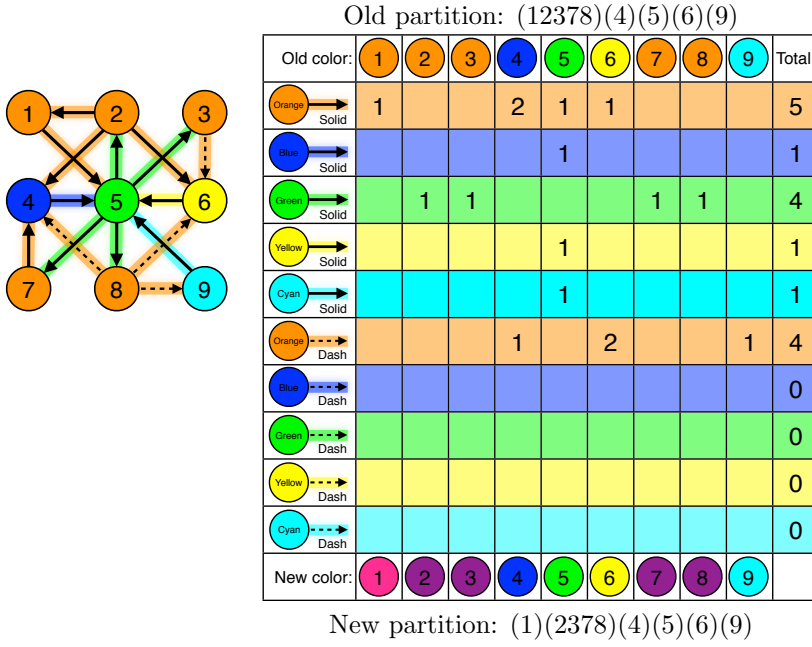 Old partition: (12378)(4)(5)(6)(9)
Old color: 1 2 3 4 5 6 7 8 9 Total
1 2 3
4 5 6
7 8 9
Orange Solid 1 2 1 1 5
Blue Solid 1 1
Green Solid 1 1 1 1 4
Yellow Solid 1 1
Cyan Solid 1 1
Orange Dash 1 2 1 4
Blue Dash 0
Green Dash 0
Yellow Dash 0
Cyan Dash 0
New color: 1 2 3 4 5 6 7 8 9
New partition: (1)(2378)(4)(5)(6)(9)